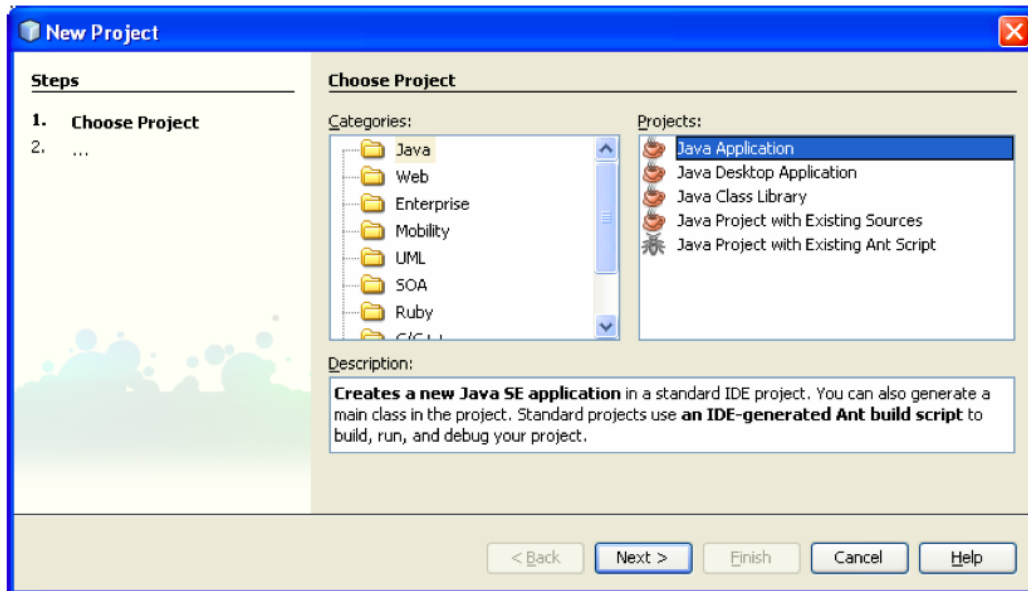 New Project
Steps
1. Choose Project
2. ...
Choose Project
Categories:
Java
Web
Enterprise
Mobility
UML
SOA
Ruby
Projects:
Java Application
Java Desktop Application
Java Class Library
Java Project with Existing Sources
Java Project with Existing Ant Script
Description:
Creates a new Java SE application in a standard IDE project. You can also generate a
main class in the project. Standard projects use an IDE-generated Ant build script to
build, run, and debug your project.
< Back
Next >
Finish
Cancel
Help